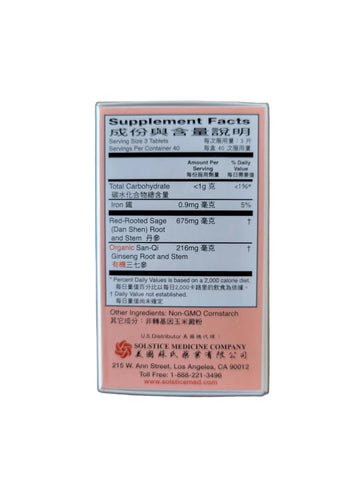 Supplement Facts
成份與含量說明
Serving Size 3 Tablets 每次服用量：3 片
Servings Per Container 40 每盒 40 次服用量
Amount Per Serving 每份服用劑量 % Daily Value 每日需要值
Total Carbohydrate <1g 克 <1%*
碳水化合物總含量
Iron 鐵 0.9mg 毫克 5%
Red-Rooted Sage 675mg 毫克 †
(Dan Shen) Root
and Stem 丹參
Organic San-Qi 216mg 毫克 †
Ginseng Root and Stem
有機三七參
* Percent Daily Values is based on a 2,000 calorie diet.
每日量值百分比以每日2,000卡路里的飲食為依據。
† Daily Value not established.
每日量值尚未確定
Other Ingredients: Non-GMO Cornstarch
其它成分：非轉基因玉米澱粉
U.S Distributor 美國總代理：
SOLSTICE MEDICINE COMPANY
美國蘇氏藥業有限公司
215 W. Ann Street, Los Angeles, CA 90012
Toll Free: 1-888-221-3496
www.solsticemed.com